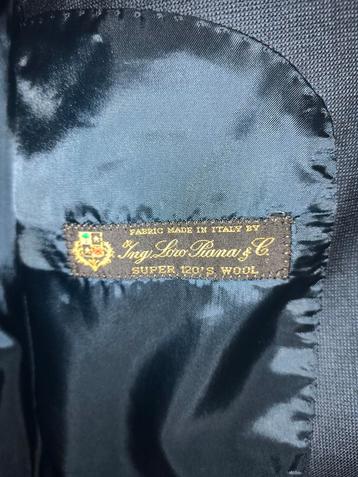 FABRIC MADE IN ITALY BY
Ing. Loro Piana & C.
SUPER 120'S WOOL